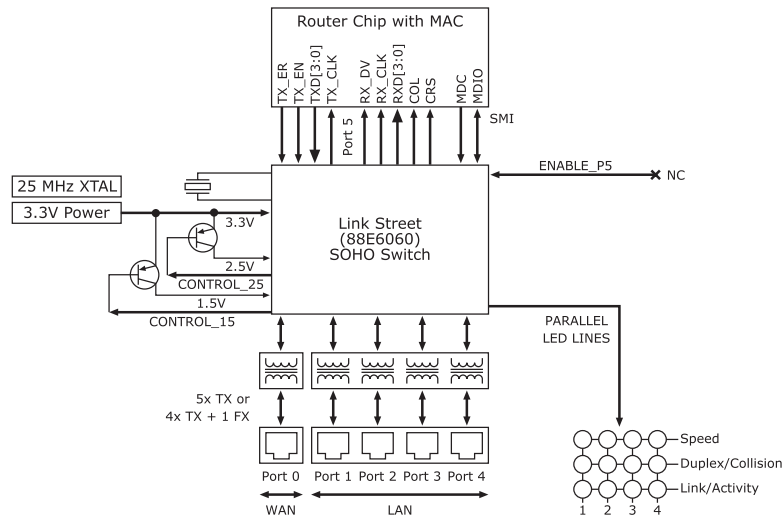 Router Chip with MAC
TX_ER
TX_EN
TXD[3:0]
TX_CLK
RX_DV
RX_CLK
RXD[3:0]
COL
CRS
MDC
MDIO
Port 5
SMI
ENABLE_P5
NC
25 MHz XTAL
3.3V Power
3.3V
Link Street
(88E6060)
SOHO Switch
2.5V
CONTROL_25
1.5V
CONTROL_15
PARALLEL
LED LINES
5x TX or
4x TX + 1 FX
Port 0
Port 1
Port 2
Port 3
Port 4
WAN
LAN
Speed
Duplex/Collision
Link/Activity
1 2 3 4